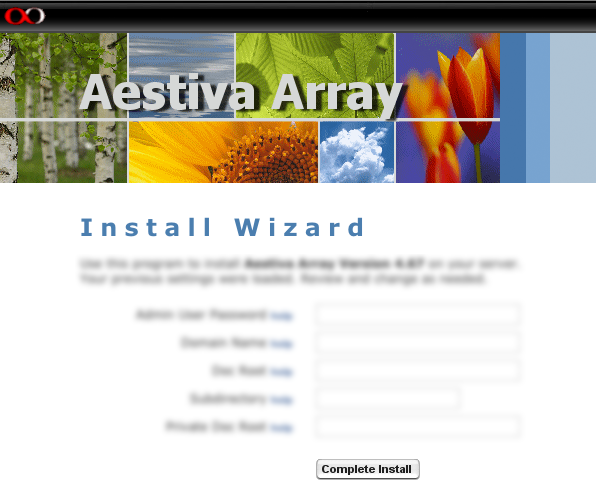 Aestiva Array
Install Wizard
Use this program to install Aestiva Array Version 4.67 on your server.
Your previous settings were loaded. Review and change as needed.
Admin User Password help
Domain Name help
Doc Root help
Subdirectory help
Private Doc Root help
Complete Install